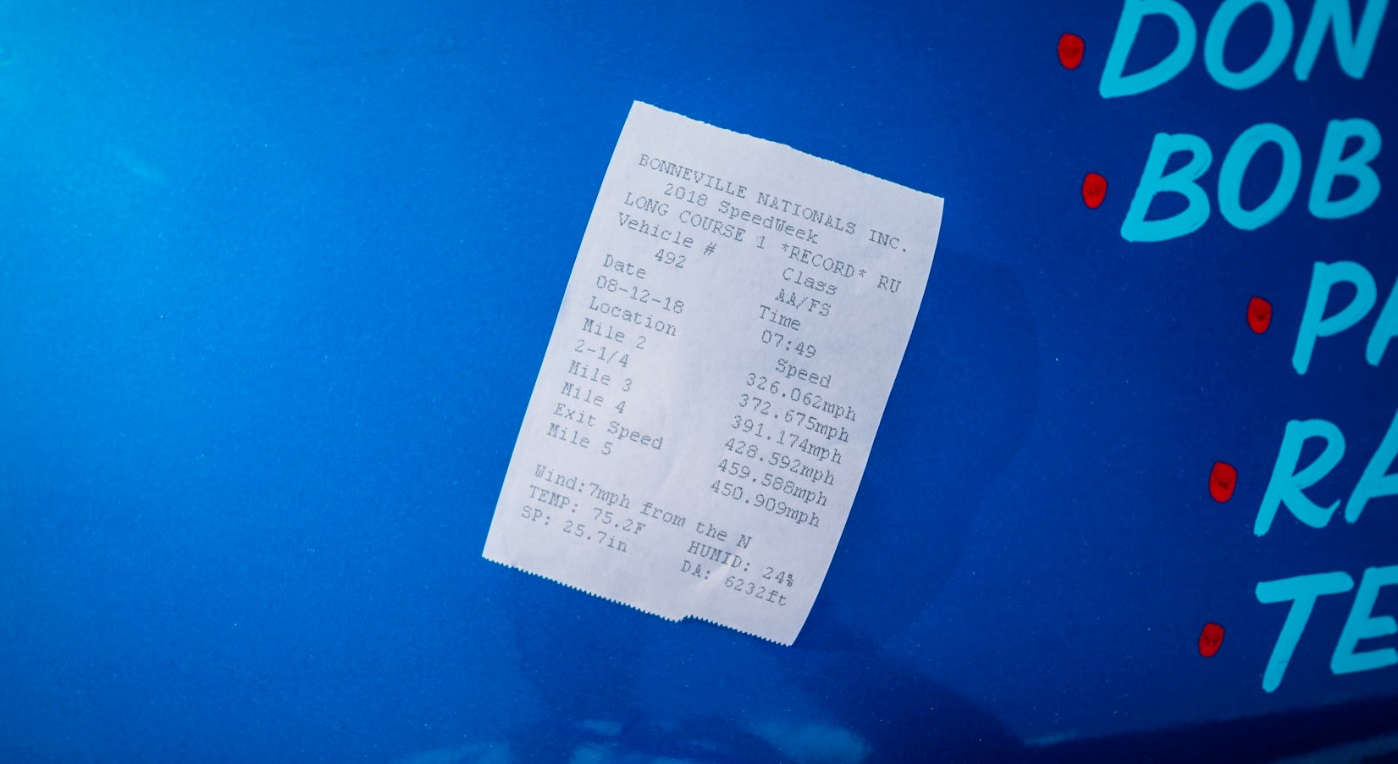 BONNEVILLE NATIONALS INC.
2018 SpeedWeek
LONG COURSE 1 *RECORD* RU
Vehicle # Class
492 AA/FS
Date Time
08-12-18 07:49
Location Speed
Mile 2 326.062mph
2-1/4 372.675mph
Mile 3 391.174mph
Mile 4 428.592mph
Exit Speed 459.588mph
Mile 5 450.909mph
Wind:7mph from the N
TEMP: 75.2F HUMID: 24%
SP: 25.7in DA: 6232ft
DON
BOB
PA
RA
TE